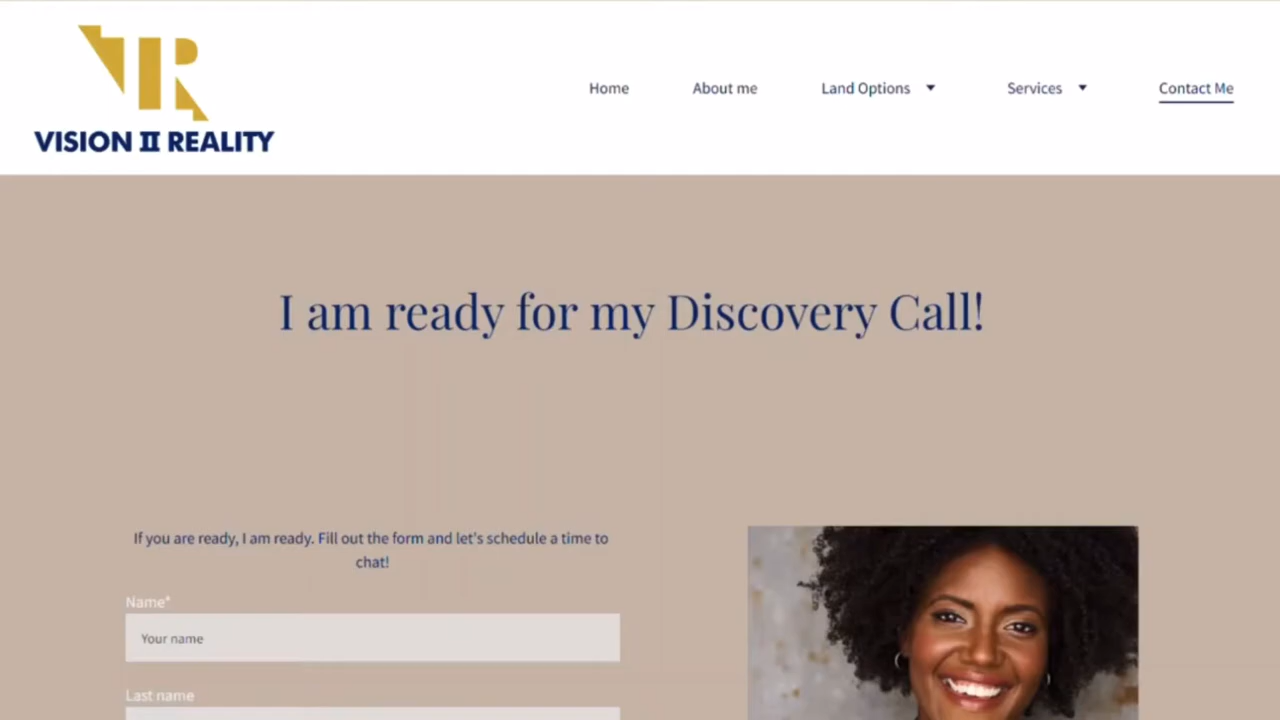 VISION II REALITY
Home
About me
Land Options
Services
Contact Me
I am ready for my Discovery Call!
If you are ready, I am ready. Fill out the form and let's schedule a time to
chat!
Name*
Your name
Last name